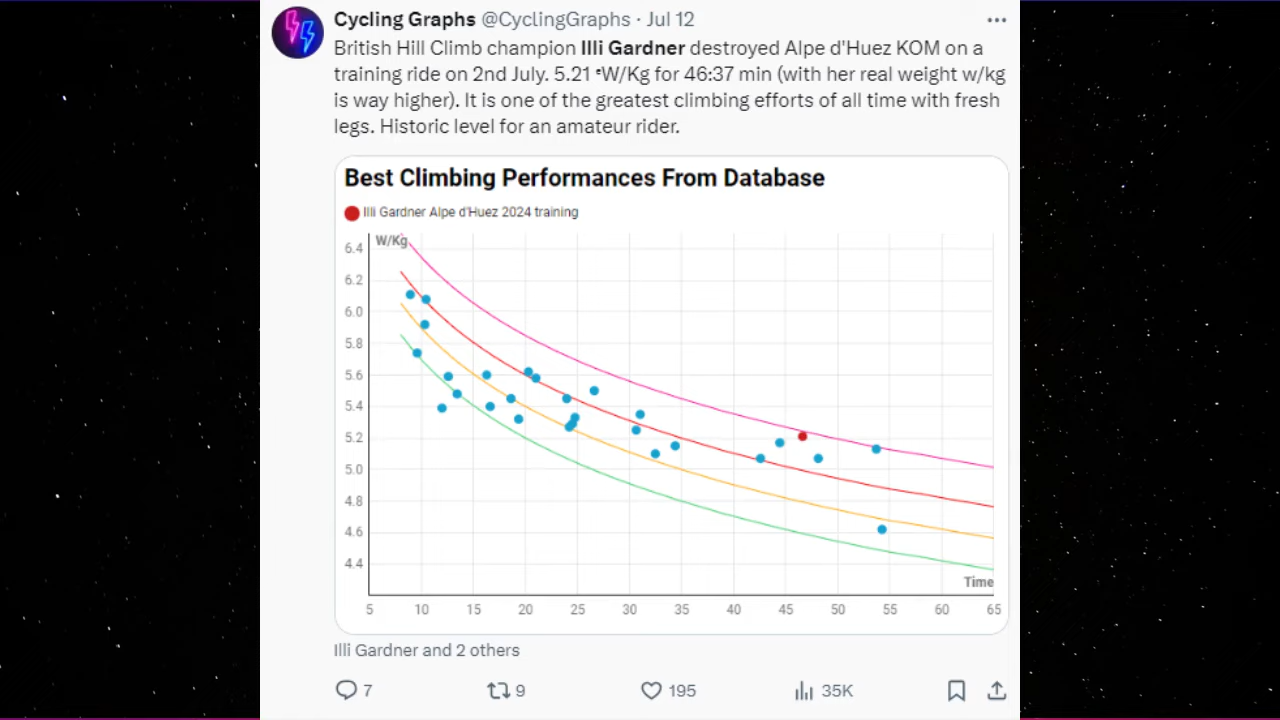 Cycling Graphs @CyclingGraphs · Jul 12
British Hill Climb champion Illi Gardner destroyed Alpe d'Huez KOM on a
training ride on 2nd July. 5.21 ᵉW/Kg for 46:37 min (with her real weight w/kg
is way higher). It is one of the greatest climbing efforts of all time with fresh
legs. Historic level for an amateur rider.
Best Climbing Performances From Database
Illi Gardner Alpe d'Huez 2024 training
W/Kg
6.4
6.2
6.0
5.8
5.6
5.4
5.2
5.0
4.8
4.6
4.4
Time
5 10 15 20 25 30 35 40 45 50 55 60 65
Illi Gardner and 2 others
7 9 195 35K